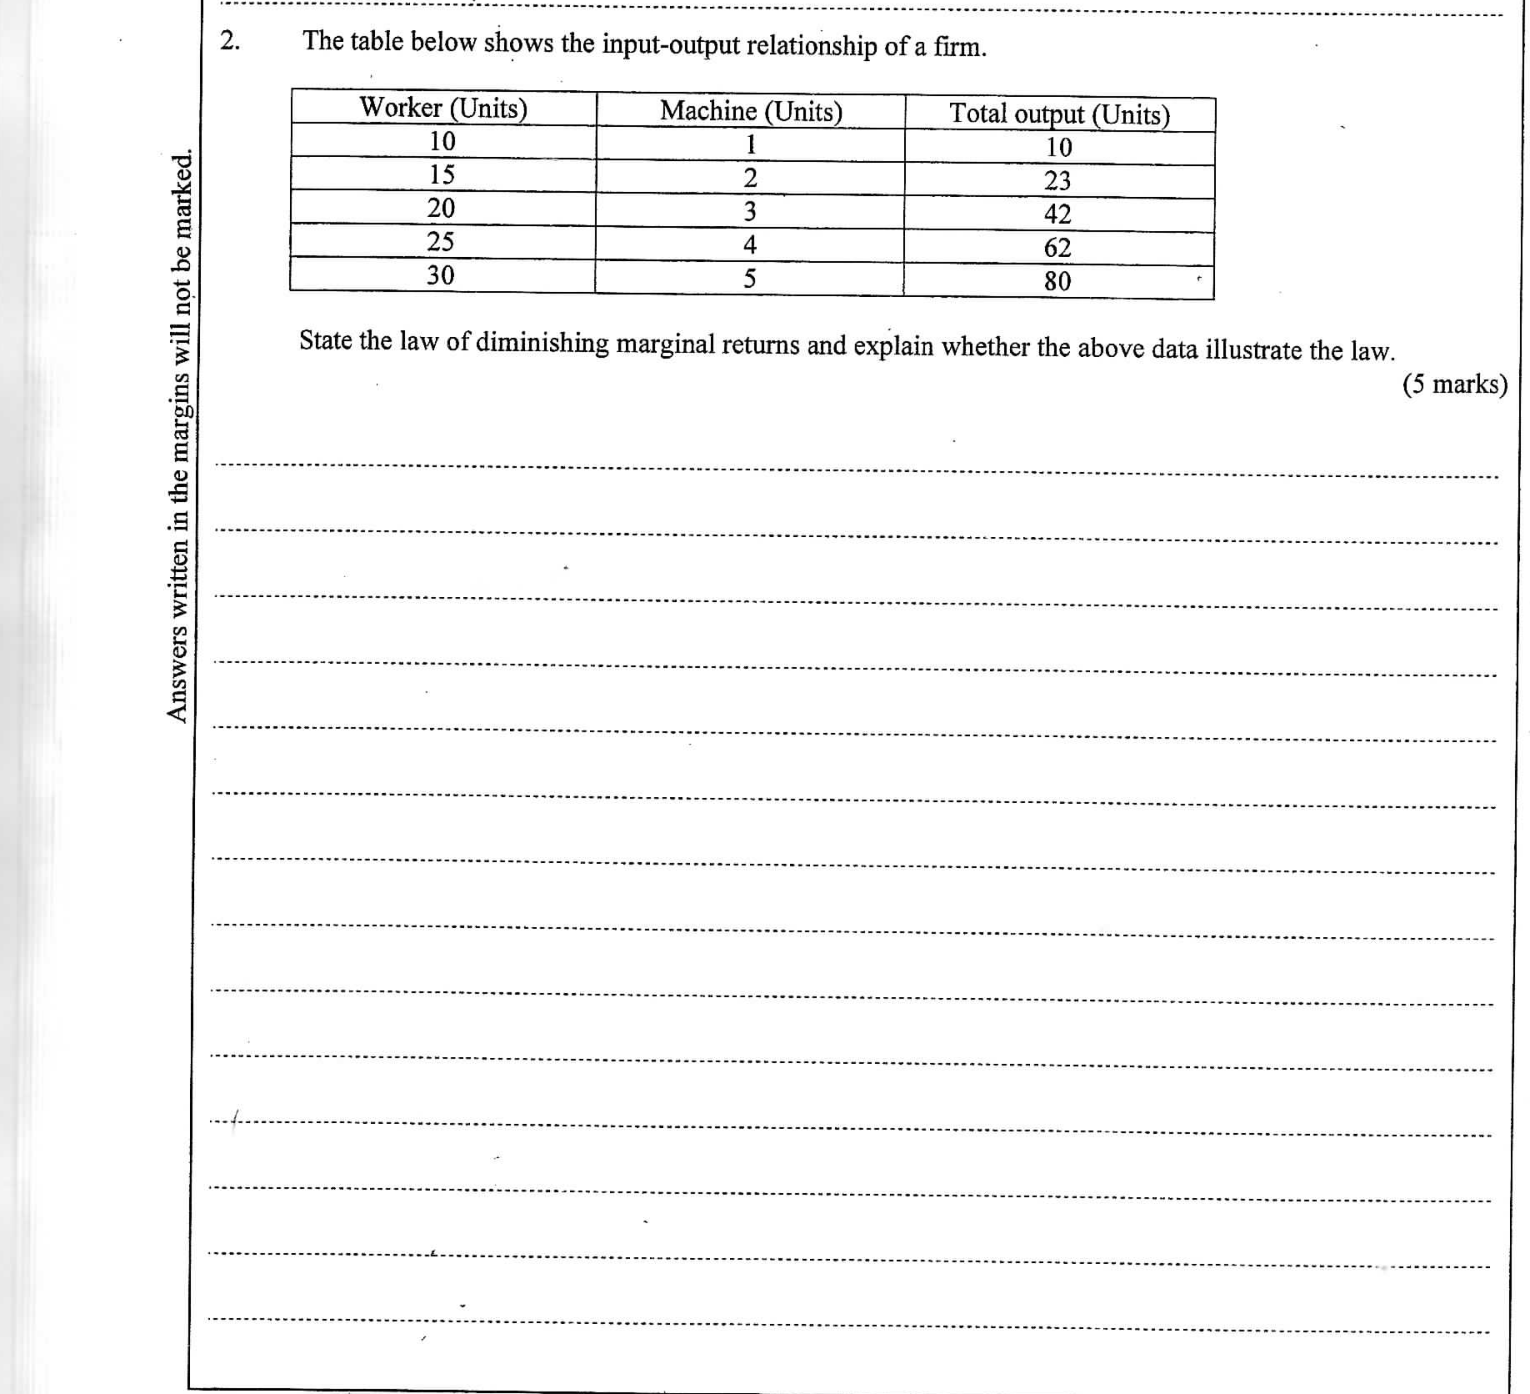 2. The table below shows the input-output relationship of a firm.
Worker (Units) Machine (Units) Total output (Units)
10 1 10
15 2 23
20 3 42
25 4 62
30 5 80
State the law of diminishing marginal returns and explain whether the above data illustrate the law.
(5 marks)
Answers written in the margins will not be marked.